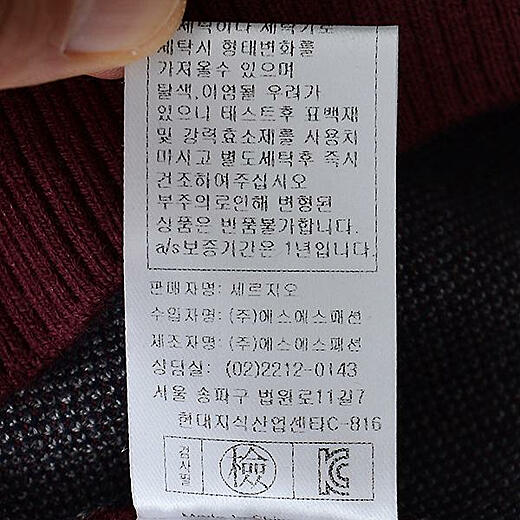 세탁시 형태변화를
가져올수 있으며
탈색,이염될 우려가
있으니 테스트후 표백재
및 강력효소제를 사용치
마시고 별도세탁후 즉시
건조하여주십시오
부주의로인해 변형된
상품은 반품불가합니다.
a/s보증기간은 1년입니다.
판매자명: 세르지오
수입자명: (주)에스에스패션
제조자명: (주)에스에스패션
상담실: (02)2212-0143
서울 송파구 법원로11길7
현대지식산업센타C-816
검사필 檢